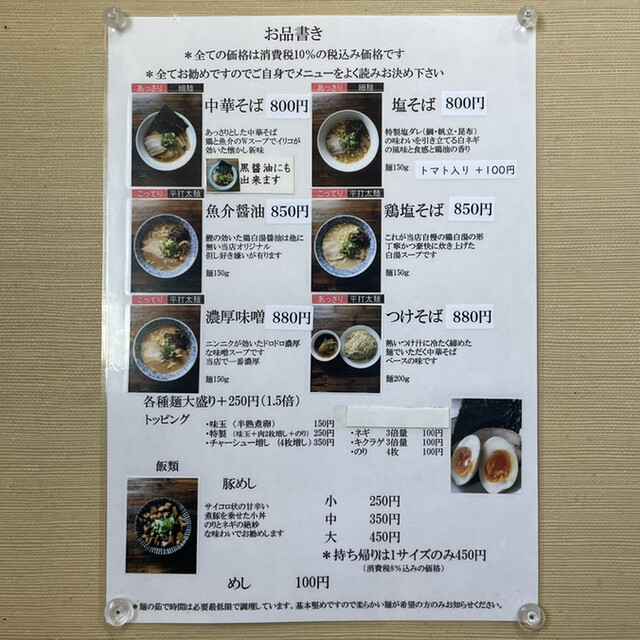 お品書き
＊全ての価格は消費税10%の税込み価格です
＊全てお勧めですのでご自身でメニューをよく読みお決め下さい
あっさり 細麺
中華そば 800円
あっさりとした中華そば
鶏と魚介のWスープでイリコが
効いた懐かし新味
黒醤油にも
出来ます
麺150g
あっさり 細麺
塩そば 800円
特製塩ダレ(鯛・帆立・昆布)
の味わいを引き立てる白ネギ
の風味と食感と鶏油の香り
麺150g
トマト入り +100円
こってり 平打太麺
魚介醤油 850円
鰹の効いた鶏白湯醤油は他に
無い当店オリジナル
但し好き嫌いが有ります
麺150g
こってり 平打太麺
鶏塩そば 850円
これが当店自慢の鶏白湯の形
丁寧かつ豪快に炊き上げた
白湯スープです
麺150g
こってり 平打太麺
濃厚味噌 880円
ニンニクが効いたドロドロ濃厚
な味噌スープです
当店で一番濃厚
麺150g
あっさり 平打太麺
つけそば 880円
熱いつけ汁に冷たく締めた
麺でいただく中華そば
ベースの味です
麺200g
各種麺大盛り+250円(1.5倍)
トッピング
・味玉 〈半熟煮卵〉 150円
・特製 (味玉+肉2枚増し+のり) 250円
・チャーシュー増し (4枚増し) 350円
・ネギ 3倍量 100円
・キクラゲ 3倍量 100円
・のり 4枚 100円
飯類
豚めし
サイコロ状の甘辛い
煮豚を乗せた小丼
のりとネギの絶妙
な味わいでお勧めします
小 250円
中 350円
大 450円
＊持ち帰りは1サイズのみ450円
(消費税8%込みの価格)
めし 100円
＊麺の茹で時間は必要最低限で調理しています。基本堅めですので柔らかい麺が希望の方のみお知らせください。